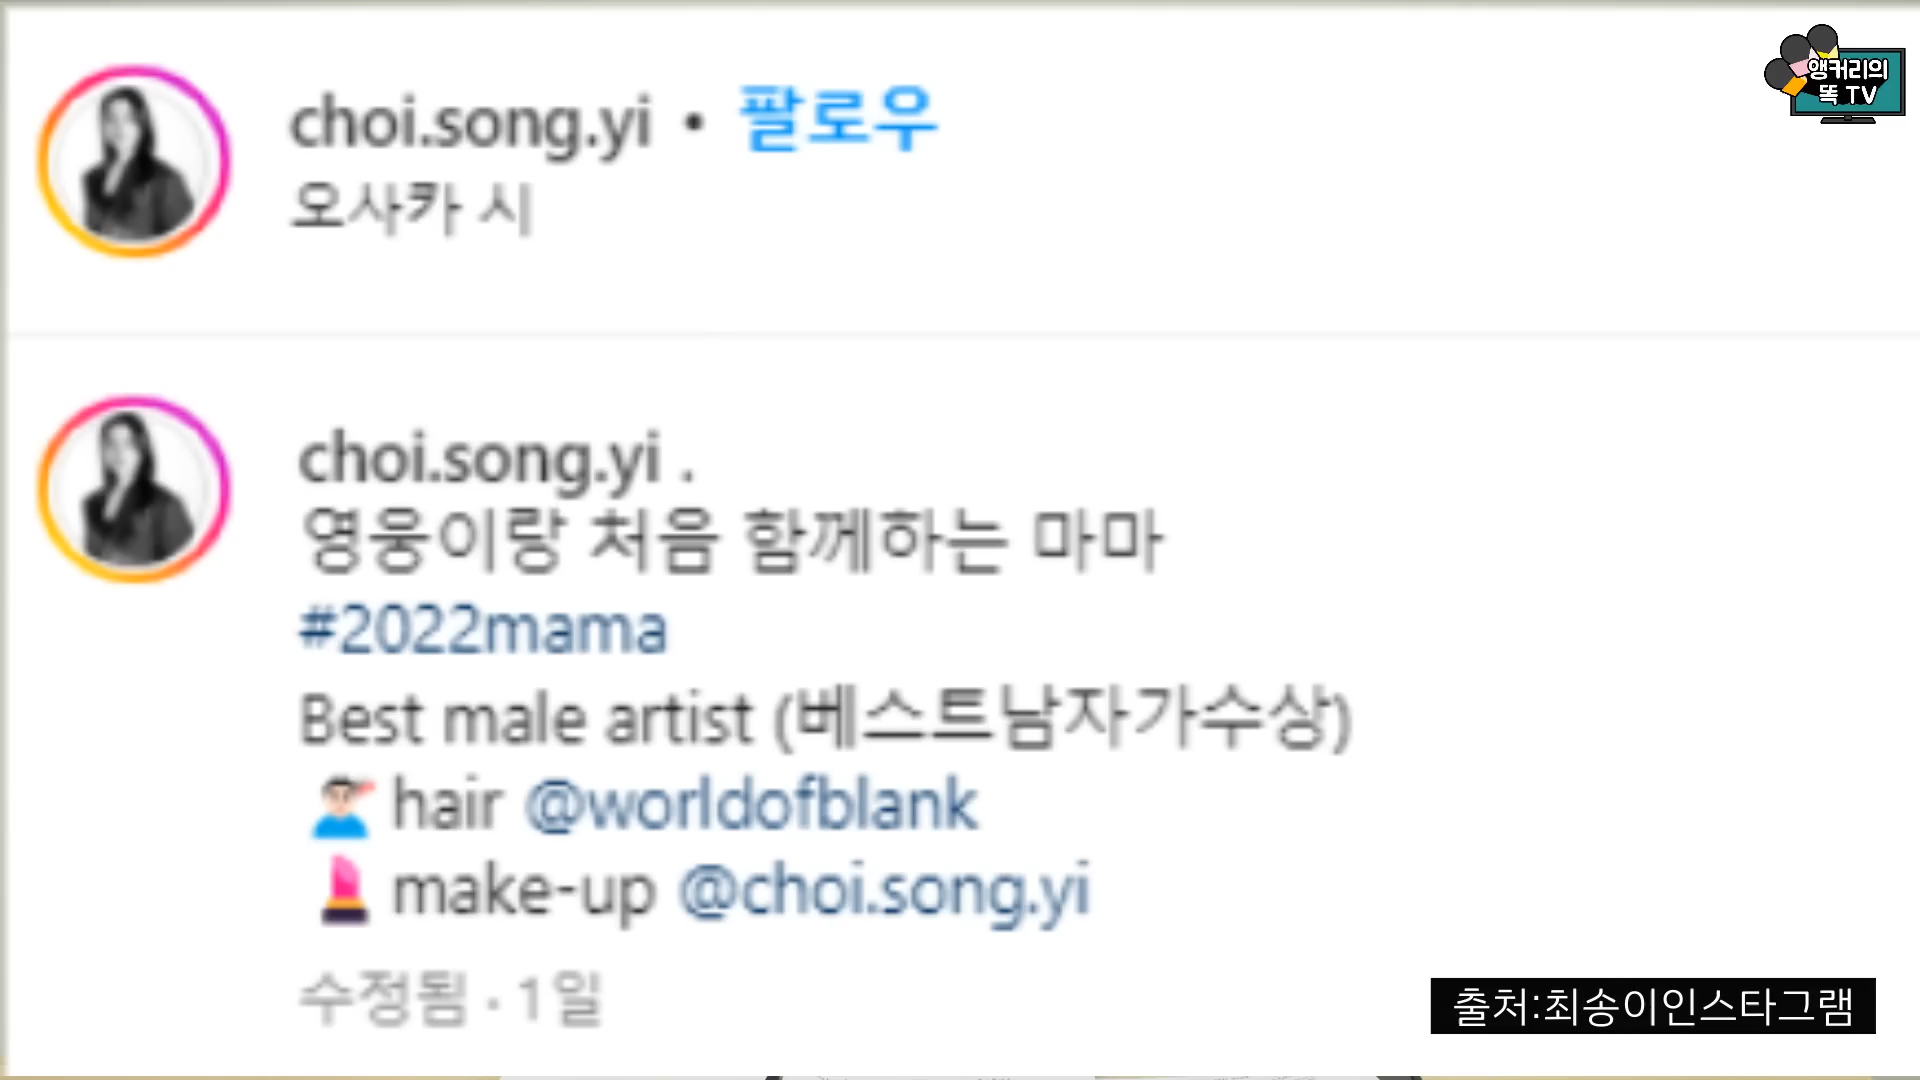 앵커리의
똑 TV
choi.song.yi • 팔로우
오사카 시
choi.song.yi .
영웅이랑 처음 함께하는 마마
#2022mama
Best male artist (베스트남자가수상)
hair @worldofblank
make-up @choi.song.yi
수정됨 · 1일
출처:최송이인스타그램